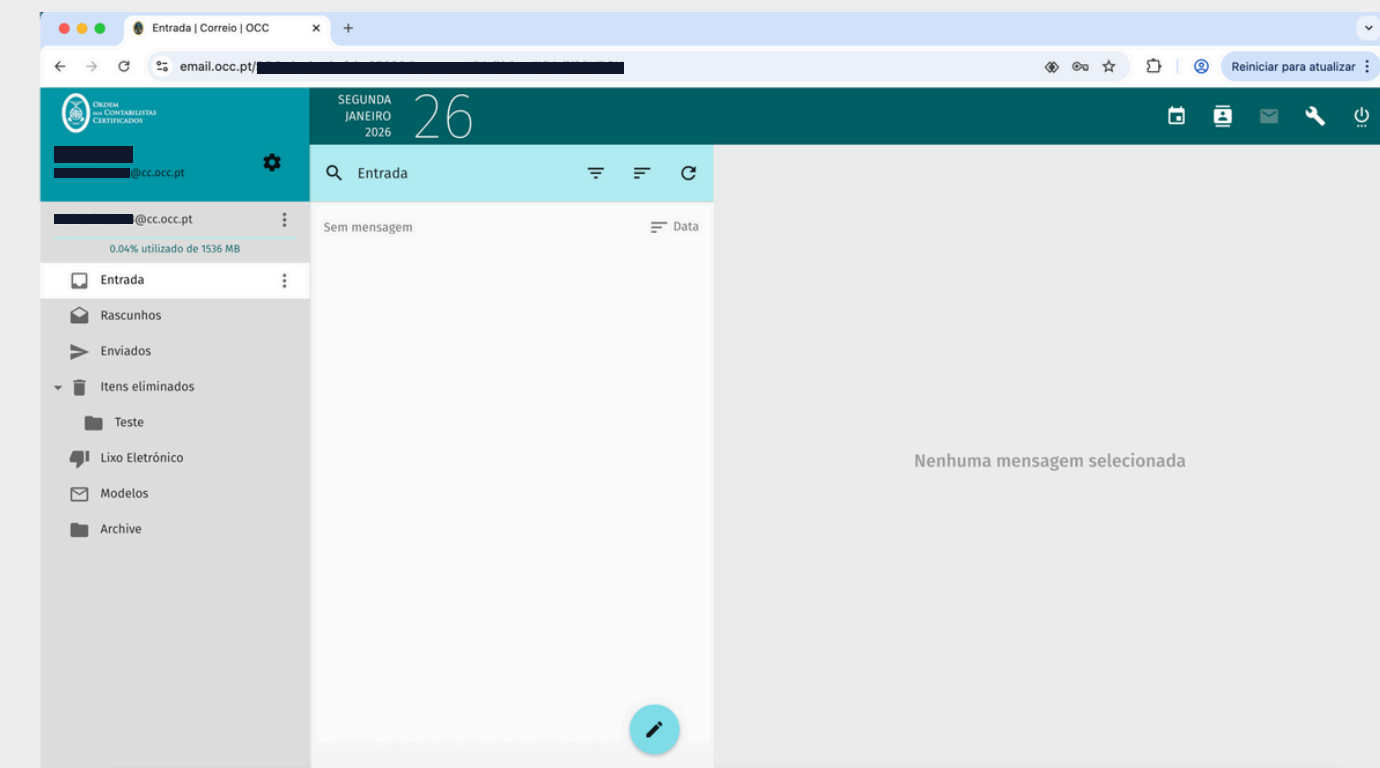 Entrada | Correio | OCC
email.occ.pt/
Reiniciar para atualizar
ORDEM
DOS CONTABILISTAS
CERTIFICADOS
SEGUNDA
JANEIRO
2026
26
@cc.occ.pt
Entrada
@cc.occ.pt
0.04% utilizado de 1536 MB
Sem mensagem
Data
Entrada
Rascunhos
Enviados
Itens eliminados
Teste
Lixo Eletrónico
Modelos
Archive
Nenhuma mensagem selecionada